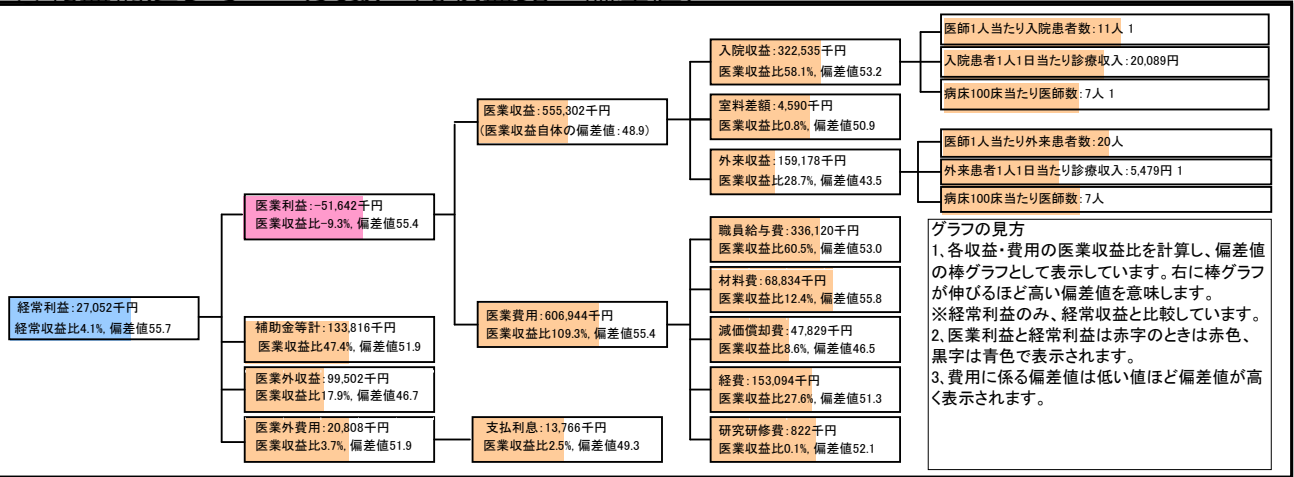 経常利益:27,052千円
経常収益比4.1%, 偏差値55.7
医業利益:-51,642千円
医業収益比-9.3%, 偏差値55.4
補助金等計:133,816千円
医業収益比47.4%, 偏差値51.9
医業外収益:99,502千円
医業収益比17.9%, 偏差値46.7
医業外費用:20,808千円
医業収益比3.7%, 偏差値51.9
医業収益:555,302千円
(医業収益自体の偏差値:48.9)
医業費用:606,944千円
医業収益比109.3%, 偏差値55.4
支払利息:13,766千円
医業収益比2.5%, 偏差値49.3
入院収益:322,535千円
医業収益比58.1%, 偏差値53.2
室料差額:4,590千円
医業収益比0.8%, 偏差値50.9
外来収益:159,178千円
医業収益比28.7%, 偏差値43.5
職員給与費:336,120千円
医業収益比60.5%, 偏差値53.0
材料費:68,834千円
医業収益比12.4%, 偏差値55.8
減価償却費:47,829千円
医業収益比8.6%, 偏差値46.5
経費:153,094千円
医業収益比27.6%, 偏差値51.3
研究研修費:822千円
医業収益比0.1%, 偏差値52.1
医師1人当たり入院患者数:11人 1
入院患者1人1日当たり診療収入:20,089円
病床100床当たり医師数:7人 1
医師1人当たり外来患者数:20人
外来患者1人1日当たり診療収入:5,479円 1
病床100床当たり医師数:7人
グラフの見方
1、各収益・費用の医業収益比を計算し、偏差値
の棒グラフとして表示しています。右に棒グラフ
が伸びるほど高い偏差値を意味します。
※経常利益のみ、経常収益と比較しています。
2、医業利益と経常利益は赤字のときは赤色、
黒字は青色で表示されます。
3、費用に係る偏差値は低い値ほど偏差値が高
く表示されます。